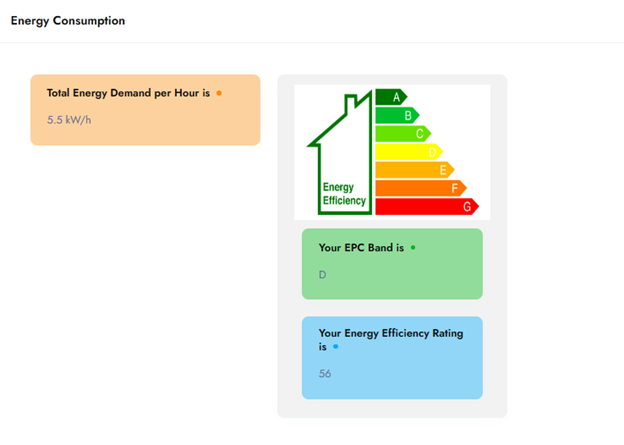 Energy Consumption
Total Energy Demand per Hour is
5.5 kW/h
A
B
C
D
E
F
G
Energy
Efficiency
Your EPC Band is
D
Your Energy Efficiency Rating
is
56